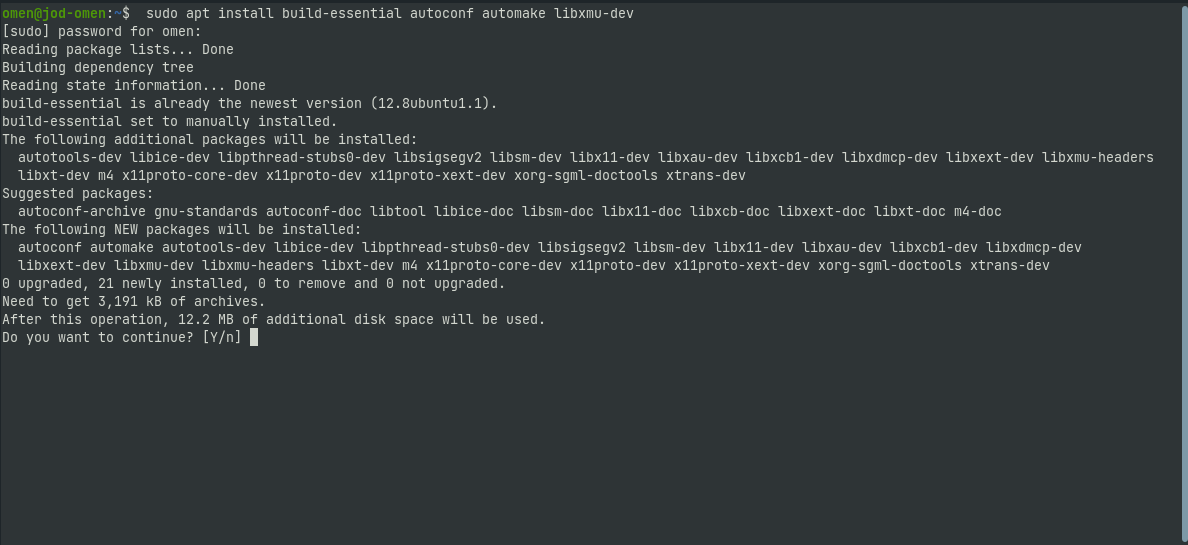 omen@jod-omen:~$  sudo apt install build-essential autoconf automake libxmu-dev
[sudo] password for omen:
Reading package lists... Done
Building dependency tree
Reading state information... Done
build-essential is already the newest version (12.8ubuntu1.1).
build-essential set to manually installed.
The following additional packages will be installed:
  autotools-dev libice-dev libpthread-stubs0-dev libsigsegv2 libsm-dev libx11-dev libxau-dev libxcb1-dev libxdmcp-dev libxext-dev libxmu-headers
  libxt-dev m4 x11proto-core-dev x11proto-dev x11proto-xext-dev xorg-sgml-doctools xtrans-dev
Suggested packages:
  autoconf-archive gnu-standards autoconf-doc libtool libice-doc libsm-doc libx11-doc libxcb-doc libxext-doc libxt-doc m4-doc
The following NEW packages will be installed:
  autoconf automake autotools-dev libice-dev libpthread-stubs0-dev libsigsegv2 libsm-dev libx11-dev libxau-dev libxcb1-dev libxdmcp-dev
  libxext-dev libxmu-dev libxmu-headers libxt-dev m4 x11proto-core-dev x11proto-dev x11proto-xext-dev xorg-sgml-doctools xtrans-dev
0 upgraded, 21 newly installed, 0 to remove and 0 not upgraded.
Need to get 3,191 kB of archives.
After this operation, 12.2 MB of additional disk space will be used.
Do you want to continue? [Y/n]